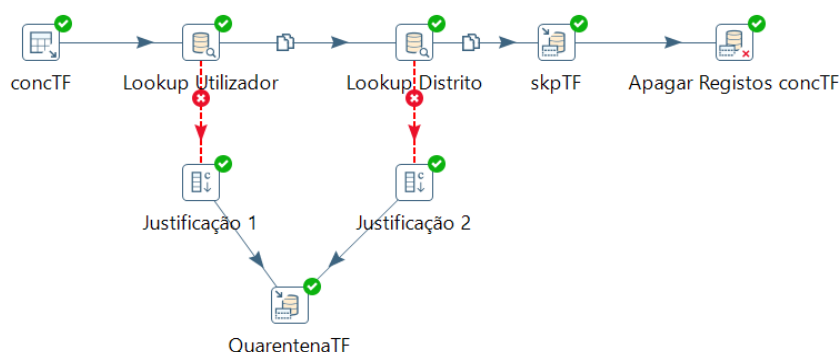 concTF
Lookup Utilizador
Lookup Distrito
skpTF
Apagar Registos concTF
Justificação 1
Justificação 2
QuarentenaTF